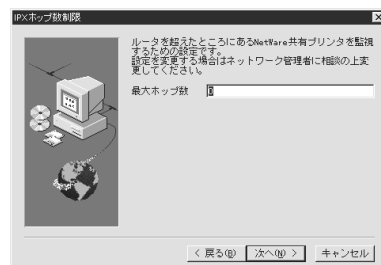 IPXホップ数制限
ルータを超えたところにあるNetWare共有プリンタを監視
するための設定です。
設定を変更する場合はネットワーク管理者に相談の上変
更してください。
最大ホップ数 0
< 戻る(B) 次へ(N) > キャンセル